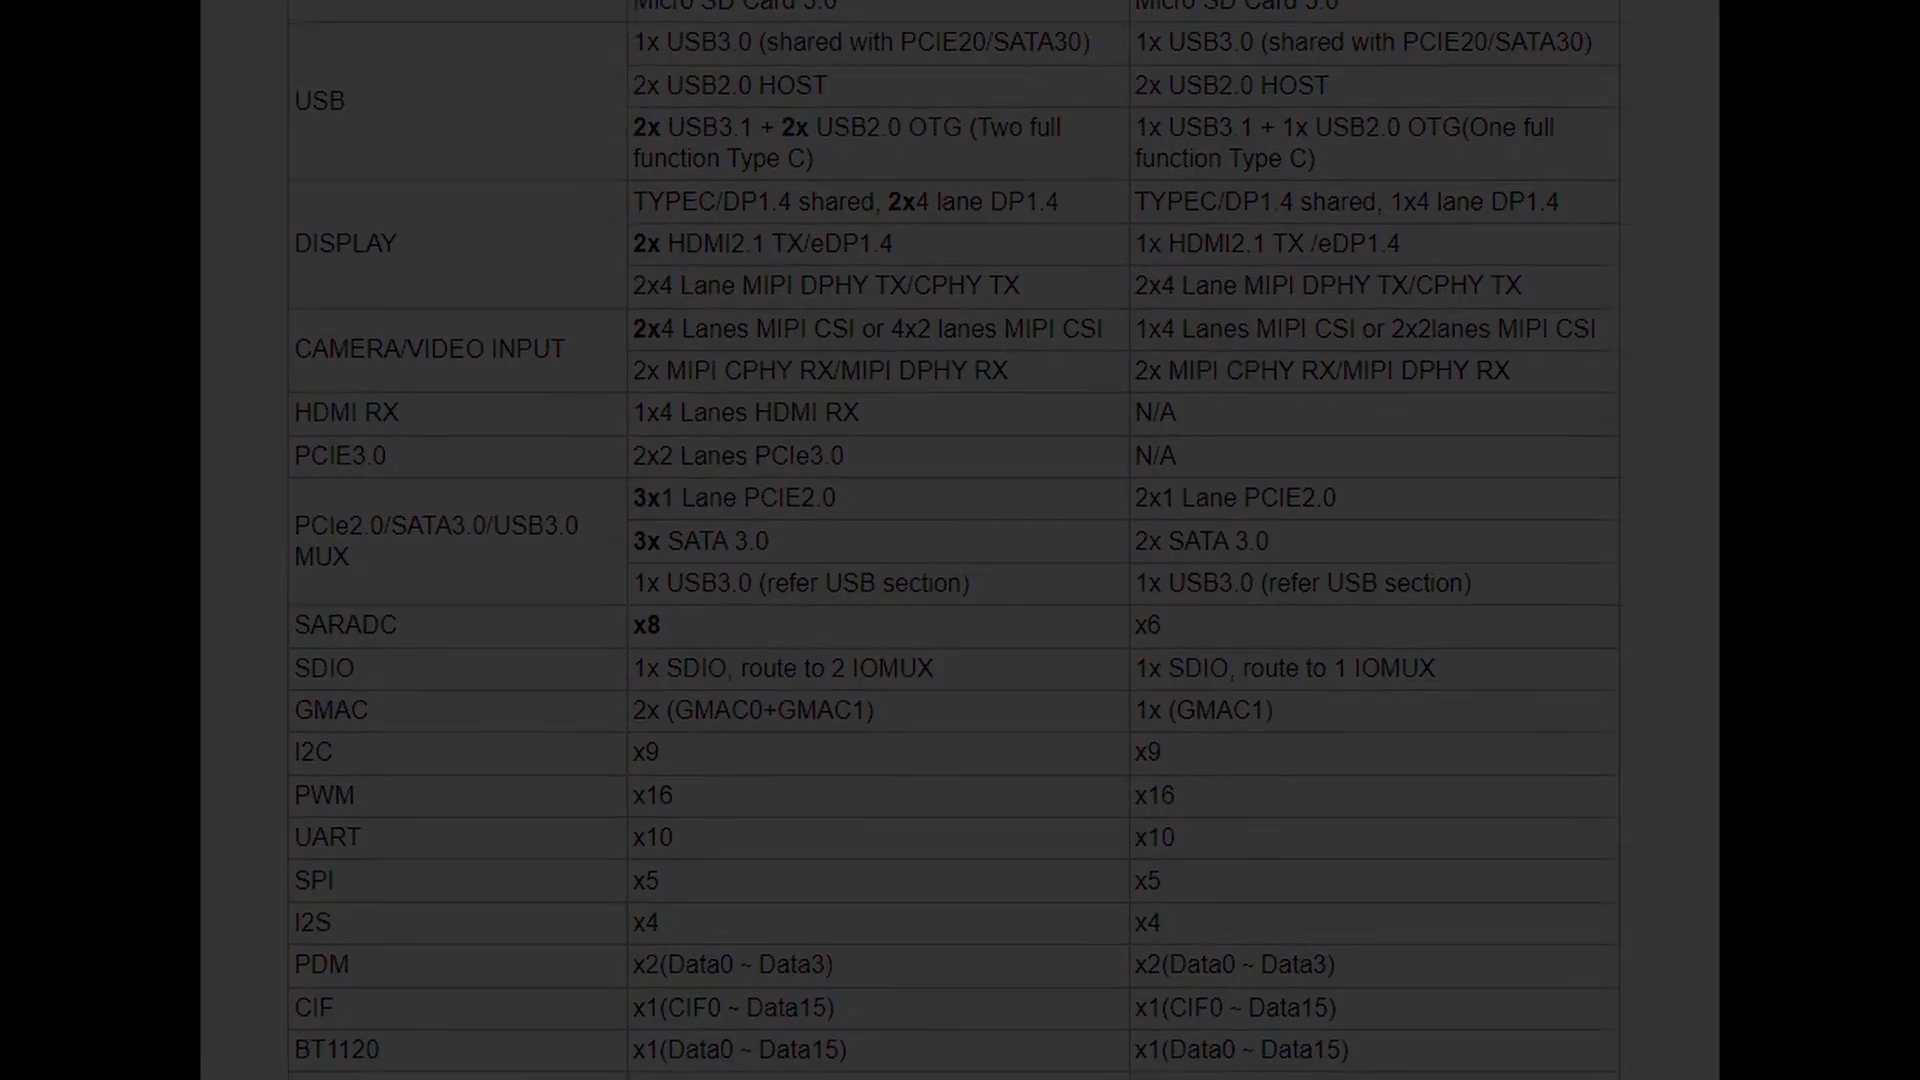 Micro SD Card 3.0
Micro SD Card 3.0
USB
1x USB3.0 (shared with PCIE20/SATA30)
1x USB3.0 (shared with PCIE20/SATA30)
2x USB2.0 HOST
2x USB2.0 HOST
2x USB3.1 + 2x USB2.0 OTG (Two full
function Type C)
1x USB3.1 + 1x USB2.0 OTG(One full
function Type C)
DISPLAY
TYPEC/DP1.4 shared, 2x4 lane DP1.4
TYPEC/DP1.4 shared, 1x4 lane DP1.4
2x HDMI2.1 TX/eDP1.4
1x HDMI2.1 TX /eDP1.4
2x4 Lane MIPI DPHY TX/CPHY TX
2x4 Lane MIPI DPHY TX/CPHY TX
CAMERA/VIDEO INPUT
2x4 Lanes MIPI CSI or 4x2 lanes MIPI CSI
1x4 Lanes MIPI CSI or 2x2lanes MIPI CSI
2x MIPI CPHY RX/MIPI DPHY RX
2x MIPI CPHY RX/MIPI DPHY RX
HDMI RX
1x4 Lanes HDMI RX
N/A
PCIE3.0
2x2 Lanes PCIe3.0
N/A
PCIe2.0/SATA3.0/USB3.0
MUX
3x1 Lane PCIE2.0
2x1 Lane PCIE2.0
3x SATA 3.0
2x SATA 3.0
1x USB3.0 (refer USB section)
1x USB3.0 (refer USB section)
SARADC
x8
x6
SDIO
1x SDIO, route to 2 IOMUX
1x SDIO, route to 1 IOMUX
GMAC
2x (GMAC0+GMAC1)
1x (GMAC1)
I2C
x9
x9
PWM
x16
x16
UART
x10
x10
SPI
x5
x5
I2S
x4
x4
PDM
x2(Data0 ~ Data3)
x2(Data0 ~ Data3)
CIF
x1(CIF0 ~ Data15)
x1(CIF0 ~ Data15)
BT1120
x1(Data0 ~ Data15)
x1(Data0 ~ Data15)